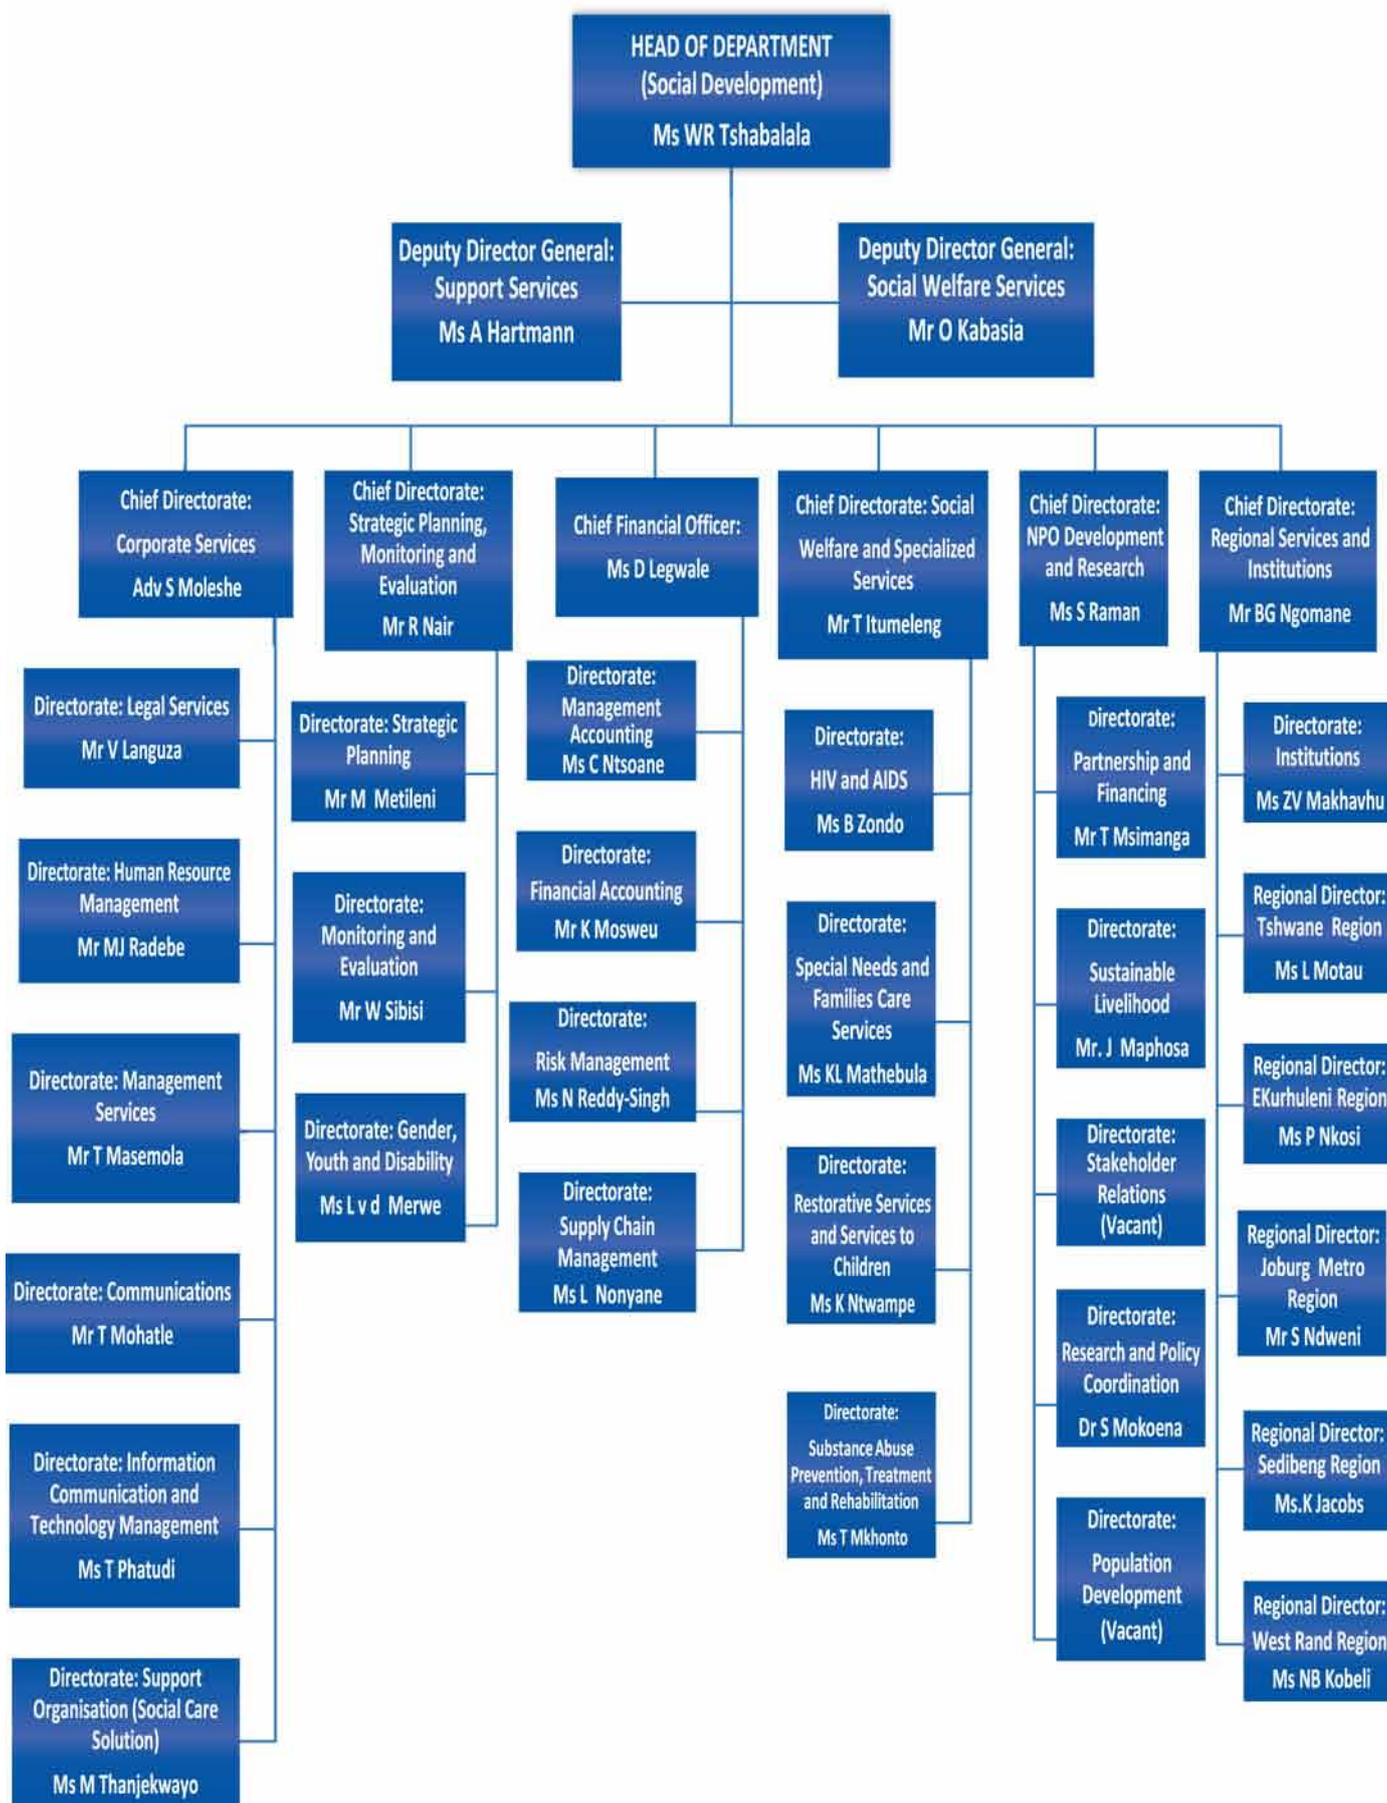 HEAD OF DEPARTMENT
(Social Development)
Ms WR Tshabalala
Deputy Director General:
Support Services
Ms A Hartmann
Deputy Director General:
Social Welfare Services
Mr O Kabasia
Chief Directorate:
Corporate Services
Adv S Moleshe
Directorate: Legal Services
Mr V Languza
Directorate: Human Resource
Management
Mr MJ Radebe
Directorate: Management
Services
Mr T Masemola
Directorate: Communications
Mr T Mohatle
Directorate: Information
Communication and
Technology Management
Ms T Phatudi
Directorate: Support
Organisation (Social Care
Solution)
Ms M Thanjekwayo
Chief Directorate:
Strategic Planning,
Monitoring and
Evaluation
Mr R Nair
Directorate: Strategic
Planning
Mr M Metileni
Directorate:
Monitoring and
Evaluation
Mr W Sibisi
Directorate: Gender,
Youth and Disability
Ms L v d Merwe
Chief Financial Officer:
Ms D Legwale
Directorate:
Management
Accounting
Ms C Ntsoane
Directorate:
Financial Accounting
Mr K Mosweu
Directorate:
Risk Management
Ms N Reddy-Singh
Directorate:
Supply Chain
Management
Ms L Nonyane
Chief Directorate: Social
Welfare and Specialized
Services
Mr T Itumeleng
Directorate:
HIV and AIDS
Ms B Zondo
Directorate:
Special Needs and
Families Care
Services
Ms KL Mathebula
Directorate:
Restorative Services
and Services to
Children
Ms K Ntwampe
Directorate:
Substance Abuse
Prevention, Treatment
and Rehabilitation
Ms T Mkhonto
Chief Directorate:
NPO Development
and Research
Ms S Raman
Directorate:
Partnership and
Financing
Mr T Msimanga
Directorate:
Sustainable
Livelihood
Mr. J Maphosa
Directorate:
Stakeholder
Relations
(Vacant)
Directorate:
Research and Policy
Coordination
Dr S Mokoena
Directorate:
Population
Development
(Vacant)
Chief Directorate:
Regional Services and
Institutions
Mr BG Ngomane
Directorate:
Institutions
Ms ZV Makhavhu
Regional Director:
Tshwane Region
Ms L Motau
Regional Director:
EKurhuleni Region
Ms P Nkosi
Regional Director:
Joburg Metro
Region
Mr S Ndweni
Regional Director:
Sedibeng Region
Ms.K Jacobs
Regional Director:
West Rand Region
Ms NB Kobeli